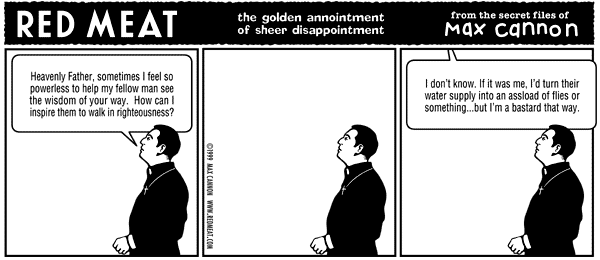 RED MEAT
the golden annointment
of sheer disappointment
from the secret files of
Max cannon
Heavenly Father, sometimes I feel so
powerless to help my fellow man see
the wisdom of your way. How can I
inspire them to walk in righteousness?
©1999 MAX CANNON WWW.REDMEAT.COM
I don't know. If it was me, I'd turn their
water supply into an assload of flies or
something...but I'm a bastard that way.